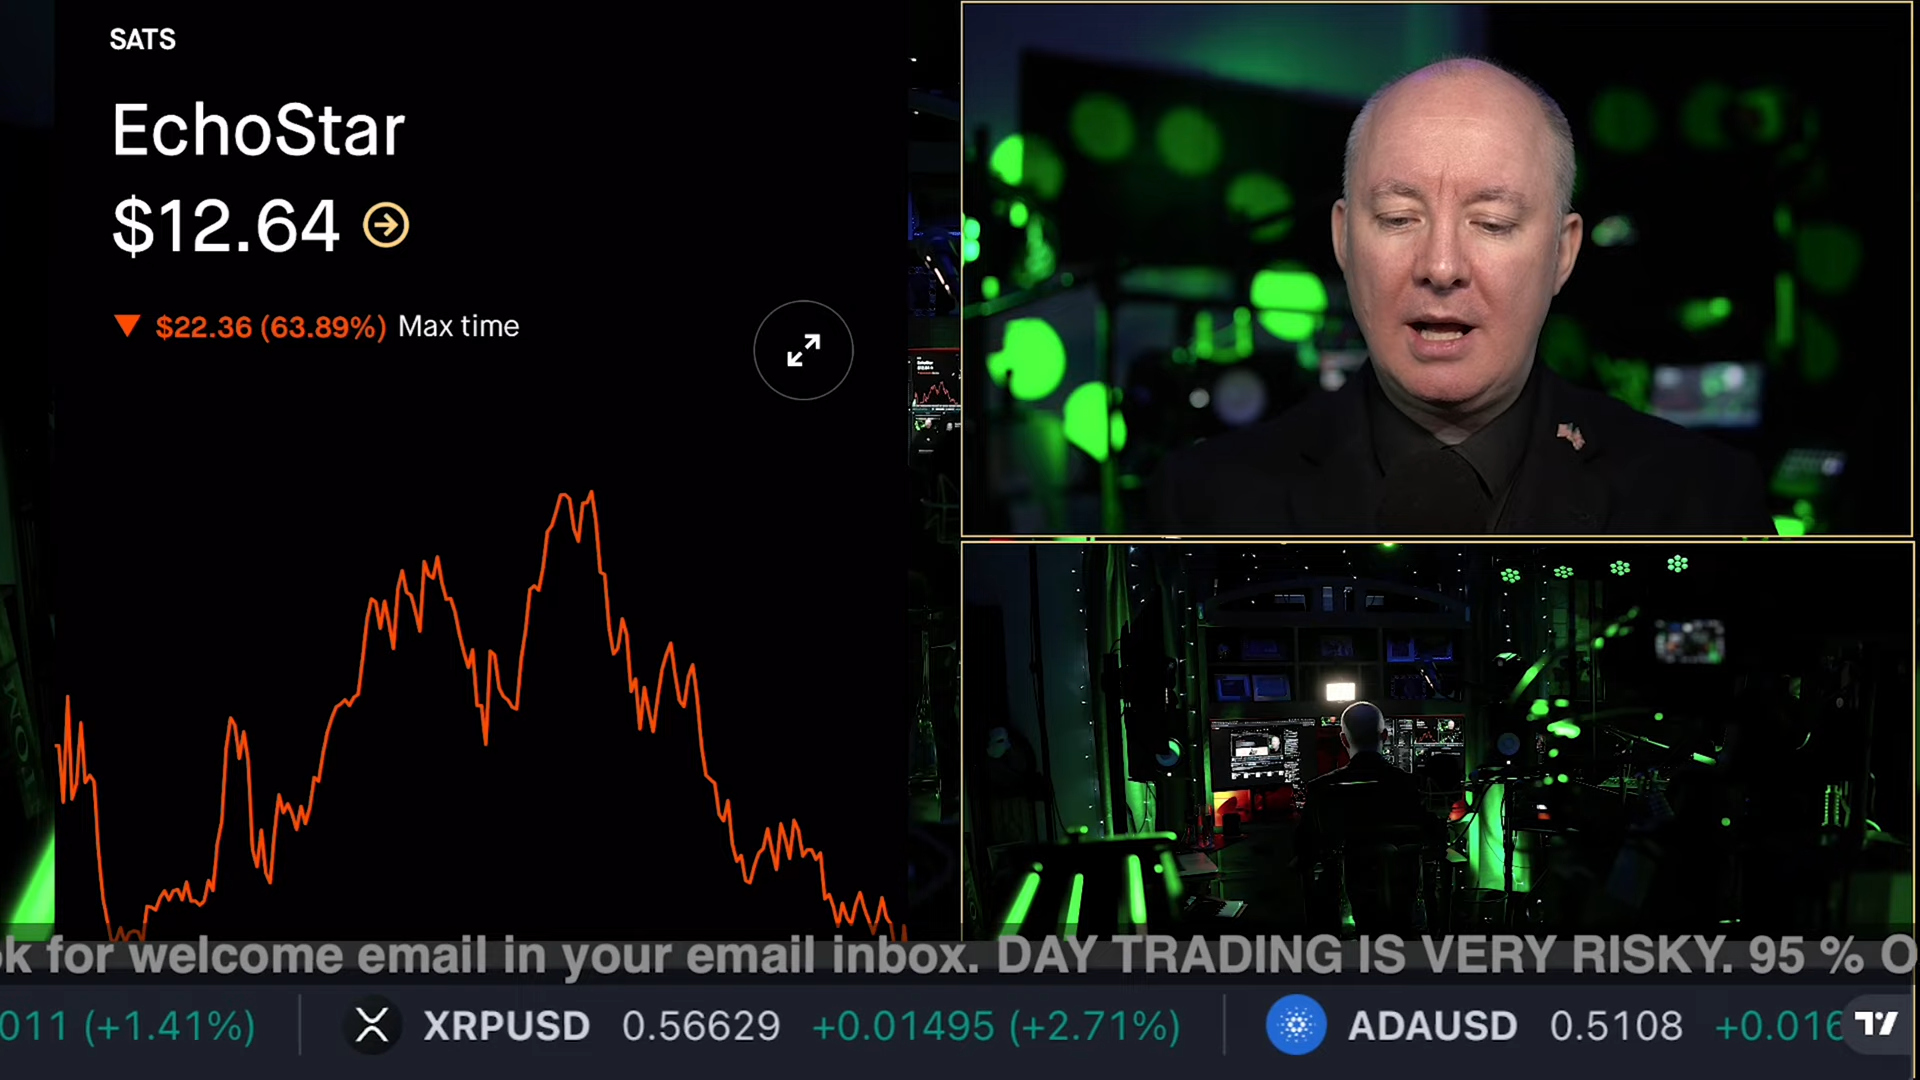 SATS
EchoStar
$12.64
$22.36 (63.89%) Max time
k for welcome email in your email inbox. DAY TRADING IS VERY RISKY. 95 % O
011 (+1.41%) XRPUSD 0.56629 +0.01495 (+2.71%) ADAUSD 0.5108 +0.016